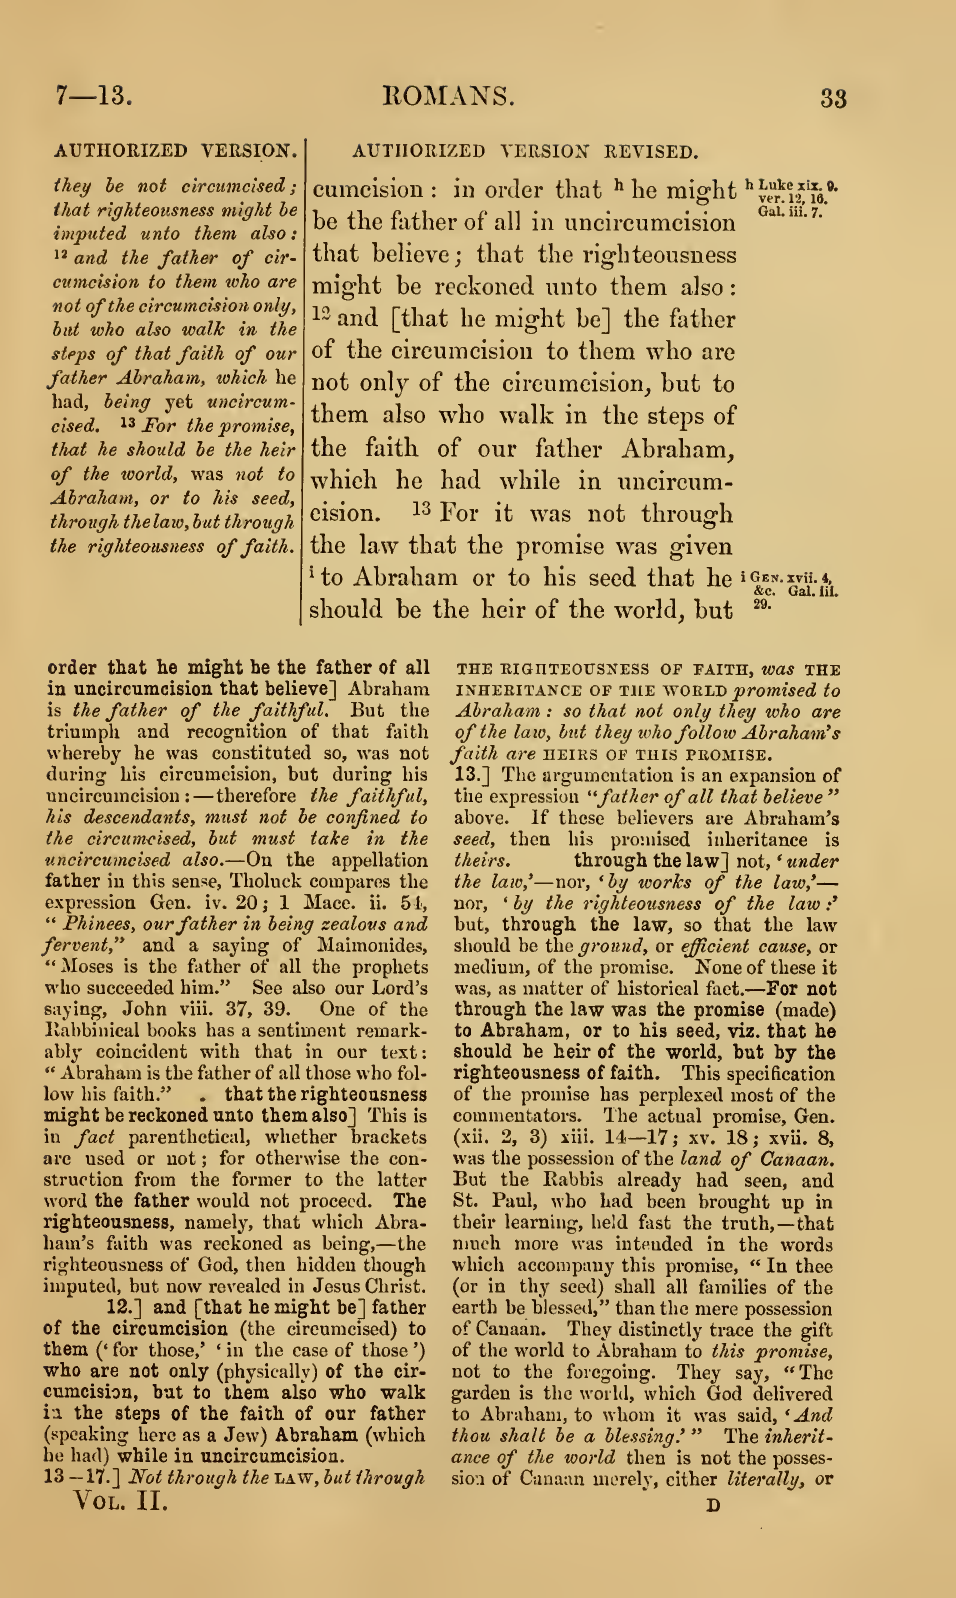 7—13.
ROMANS.
33
AUTHORIZED VERSION.
they be not circumcised;
that righteousness might be
imputed unto them also:
12 and the father of cir-
cumcision to them who are
not of the circumcision only,
but who also walk in the
steps of that faith of our
father Abraham, which he
had, being yet uncircum-
cised. 13 For the promise,
that he should be the heir
of the world, was not to
Abraham, or to his seed,
through the law, but through
the righteousness of faith.
AUTHORIZED VERSION REVISED.
cumcision: in order that h he might
be the father of all in uncircumcision
that believe; that the righteousness
might be reckoned unto them also:
12 and [that he might be] the father
of the circumcision to them who are
not only of the circumcision, but to
them also who walk in the steps of
the faith of our father Abraham,
which he had while in uncircum-
cision. 13 For it was not through
the law that the promise was given
i to Abraham or to his seed that he
should be the heir of the world, but
h Luke xix. 9.
ver. 12, 16.
Gal. iii. 7.
i GEN. xvii. 4,
&c. Gal. iii.
29.
order that he might be the father of all
in uncircumcision that believe] Abraham
is the father of the faithful. But the
triumph and recognition of that faith
whereby he was constituted so, was not
during his circumcision, but during his
uncircumcision:—therefore the faithful,
his descendants, must not be confined to
the circumcised, but must take in the
uncircumcised also.—On the appellation
father in this sense, Tholuck compares the
expression Gen. iv. 20; 1 Macc. ii. 54,
“ Phinees, our father in being zealous and
fervent,” and a saying of Maimonides,
“ Moses is the father of all the prophets
who succeeded him.” See also our Lord's
saying, John viii. 37, 39. One of the
Rabbinical books has a sentiment remark-
ably coincident with that in our text:
“ Abraham is the father of all those who fol-
low his faith.” . that the righteousness
might be reckoned unto them also] This is
in fact parenthetical, whether brackets
are used or not; for otherwise the con-
struction from the former to the latter
word the father would not proceed. The
righteousness, namely, that which Abra-
ham's faith was reckoned as being,—the
righteousness of God, then hidden though
imputed, but now revealed in Jesus Christ.
12.] and [that he might be] father
of the circumcision (the circumcised) to
them (‘ for those,’ ‘ in the case of those ’)
who are not only (physically) of the cir-
cumcision, but to them also who walk
in the steps of the faith of our father
(speaking here as a Jew) Abraham (which
he had) while in uncircumcision.
13–17.] Not through the LAW, but through
THE RIGHTEOUSNESS OF FAITH, was THE
INHERITANCE OF THE WORLD promised to
Abraham: so that not only they who are
of the law, but they who follow Abraham's
faith are HEIRS OF THIS PROMISE.
13.] The argumentation is an expansion of
the expression “father of all that believe ”
above. If these believers are Abraham's
seed, then his promised inheritance is
theirs. through the law] not, ‘ under
the law,’—nor, ‘ by works of the law,’—
nor, ‘ by the righteousness of the law :’
but, through the law, so that the law
should be the ground, or efficient cause, or
medium, of the promise. None of these it
was, as matter of historical fact.—For not
through the law was the promise (made)
to Abraham, or to his seed, viz. that he
should be heir of the world, but by the
righteousness of faith. This specification
of the promise has perplexed most of the
commentators. The actual promise, Gen.
(xii. 2, 3) xiii. 14—17; xv. 18; xvii. 8,
was the possession of the land of Canaan.
But the Rabbis already had seen, and
St. Paul, who had been brought up in
their learning, held fast the truth,—that
much more was intended in the words
which accompany this promise, “ In thee
(or in thy seed) shall all families of the
earth be blessed,” than the mere possession
of Canaan. They distinctly trace the gift
of the world to Abraham to this promise,
not to the foregoing. They say, “The
garden is the world, which God delivered
to Abraham, to whom it was said, ‘And
thou shalt be a blessing.’ ” The inherit-
ance of the world then is not the posses-
sion of Canaan merely, either literally, or
VOL. II.
D